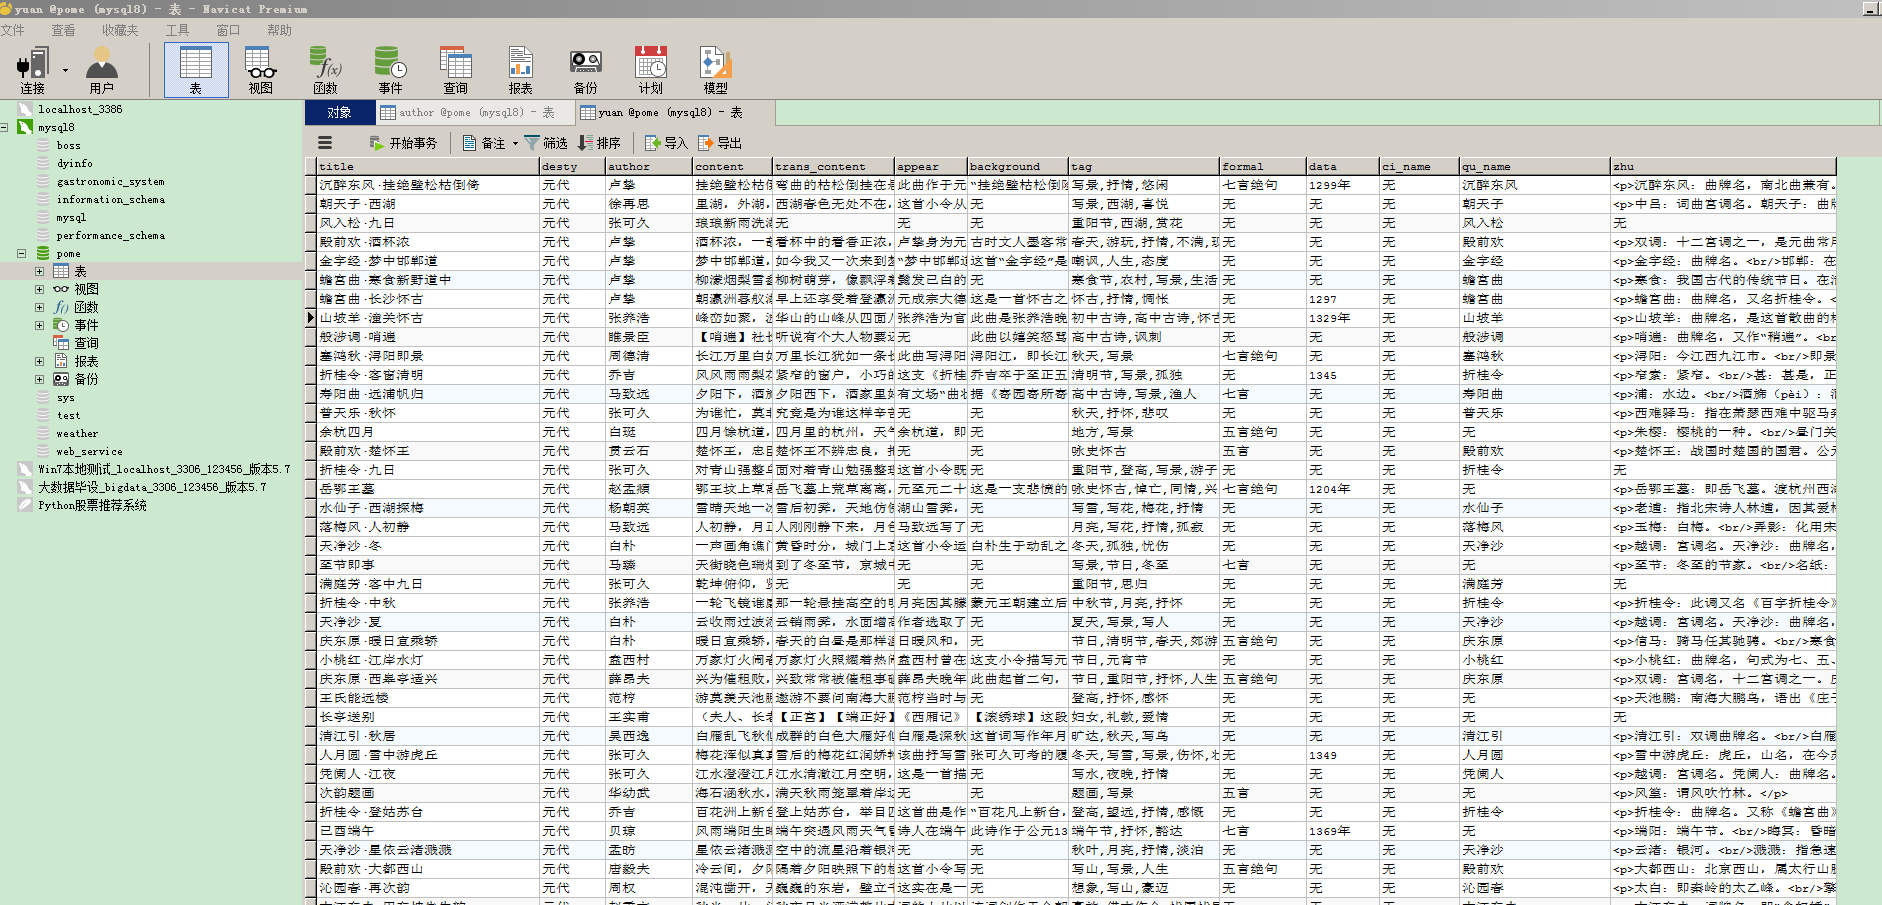 yuan @pome (mysql8) - 表 - Navicat Premium
文件 查看 收藏夹 工具 窗口 帮助
连接 用户 表 视图 函数 事件 查询 报表 备份 计划 模型
localhost_3386
mysql8
boss
dyinfo
gastronomic_system
information_schema
mysql
performance_schema
pome
表
视图
函数
事件
查询
报表
备份
sys
test
weather
web_service
Win7本地测试_localhost_3306_123456_版本5.7
大数据毕设_bigdata_3306_123456_版本5.7
Python股票推荐系统
对象 author @pome (mysql8) - 表 yuan @pome (mysql8) - 表
开始事务 备注 筛选 排序 导入 导出
title desty author content trans_content appear background tag formal data ci_name qu_name zhu
沉醉东风·挂绝壁松枯倒倚 元代 卢挚 挂绝壁松枯倒 弯曲的枯松倒挂在 此曲作于元 “挂绝壁松枯倒 写景,抒情,悠闲 七言绝句 1299年 无 沉醉东风 <p>沉醉东风: 曲牌名, 南北曲兼有。
朝天子·西湖 元代 徐再思 里湖, 外湖, 西湖春色无处不在, 这首小令从 无 写景,西湖,喜悦 无 无 无 朝天子 <p>中吕: 词曲宫调名。朝天子: 曲牌
风入松·九日 元代 张可久 琅琅新雨洗 无 无 无 重阳节,西湖,赏花 无 无 无 风入松 无
殿前欢·酒杯浓 元代 卢挚 酒杯浓, 一 看杯中的看香正浓, 卢挚身为元 古时文人墨客常 春天,游玩,抒情,不满, 无 无 无 殿前欢 <p>双调: 十二宫调之一, 是元曲常
金字经·梦中邯郸道 元代 卢挚 梦中邯郸道, 如今我又一次来到 “梦中邯郸道 这首“金字经”是 嘲讽,人生,态度 无 无 无 金字经 <p>金字经: 曲牌名。<br/>邯郸: 在
蟾宫曲·寒食新野道中 元代 卢挚 柳濛烟梨雪 柳树萌芽, 像飘浮 鬓发已白的 无 寒食节,农村,写景,生活 无 无 无 蟾宫曲 <p>寒食: 我国古代的传统节日。在
蟾宫曲·长沙怀古 元代 卢挚 朝瀛洲暮舣 早上还享受着登瀛 元成宗大德 这是一首怀古之 怀古,抒情,惆怅 无 1297 无 蟾宫曲 <p>蟾宫曲: 曲牌名, 又名折桂令。<
山坡羊·潼关怀古 元代 张养浩 峰峦如聚, 华山的山峰从四面 张养浩为官 此曲是张养浩晚 初中古诗,高中古诗,怀 无 1329年 无 山坡羊 <p>山坡羊: 曲牌名, 是这首散曲的
般涉调·哨遍 元代 睢景臣 【哨遍】社 听说有个大人物要 无 此曲以嬉笑怒骂 高中古诗,讽刺 无 无 无 般涉调 <p>哨遍: 曲牌名, 又作“稍遍”。<br
塞鸿秋·浔阳即景 元代 周德清 长江万里白 万里长江犹如一条 此曲写浔阳 浔阳江, 即长江 秋天,写景 七言绝句 无 无 塞鸿秋 <p>浔阳: 今江西九江市。<br/>即景
折桂令·客窗清明 元代 乔吉 风风雨雨梨 紧窄的窗户, 小巧的 这支《折桂 乔吉卒于至正五 清明节,写景,孤独 无 1345 无 折桂令 <p>窄索: 紧窄。<br/>甚: 甚是, 正
寿阳曲·远浦帆归 元代 马致远 夕阳下, 酒 夕阳西下, 酒家里 有文场“曲 据《寄园寄所寄 高中古诗,写景,渔人 七言 无 无 寿阳曲 <p>浦: 水边。<br/>酒旆 (pèi): 酒
普天乐·秋怀 元代 张可久 为谁忙, 莫 究竟是为谁这样辛 无 无 秋天,抒怀,悲叹 无 无 无 普天乐 <p>西难驿马: 指在萧瑟西难中驱马
余杭四月 元代 白珽 四月馀杭道, 四月里的杭州, 天 余杭道, 即 无 地方,写景 五言绝句 无 无 无 <p>朱樱: 樱桃的一种。<br/>昼门关
殿前欢·楚怀王 元代 贯云石 楚怀王, 忠 楚怀王不辨忠良, 无 无 咏史怀古 五言 无 无 殿前欢 <p>楚怀王: 战国时楚国的国君。公元
折桂令·九日 元代 张可久 对青山强整 面对着青山勉强整理 这首小令既 无 重阳节,登高,写景,游子 无 无 无 折桂令 无
岳鄂王墓 元代 赵孟頫 鄂王坟上草 岳飞墓上荒草离离, 元至元二十 这是一支悲愤的 咏史怀古,悼亡,同情,兴 七言绝句 1204年 无 无 <p>岳鄂王墓: 即岳飞墓。渡杭州西
水仙子·西湖探梅 元代 杨朝英 雪晴天地一 雪后初霁, 天地仿佛 湖山雪霁, 无 写雪,写花,梅花,抒情 无 无 无 水仙子 <p>老逋: 指北宋诗人林逋, 因其爱
落梅风·人初静 元代 马致远 人初静, 月 人刚刚静下来, 月 马致远写了 无 月亮,写花,抒情,孤寂 无 无 无 落梅风 <p>玉梅: 白梅。<br/>弄影: 化用宋
天净沙·冬 元代 白朴 一声画角谯 黄昏时分, 城门上 这首小令运 白朴生于动乱之 冬天,孤独,忧伤 无 无 无 天净沙 <p>越调: 宫调名。天净沙: 曲牌名,
至节即事 元代 马臻 天街晓色瑞 到了冬至节, 京城 无 无 写景,节日,冬至 七言 无 无 无 <p>至节: 冬至的节家。<br/>名纸:
满庭芳·客中九日 元代 张可久 乾坤俯仰, 无 无 无 重阳节,思归 无 无 无 满庭芳 无
折桂令·中秋 元代 张养浩 一轮飞镜谁 那一轮悬挂高空的 月亮因其朦 蒙元王朝建立后 中秋节,月亮,抒怀 无 无 无 折桂令 <p>折桂令: 此调又名《百字折桂令》
天净沙·夏 元代 白朴 云收雨过波 云销雨霁, 水面增高 作者选取了 无 夏天,写景,写人 无 无 无 天净沙 <p>越调: 宫调名。天净沙: 曲牌名,
庆东原·暖日宜乘轿 元代 白朴 暖日宜乘轿, 春天的白昼是那样 日暖风和, 无 节日,清明节,春天,郊游 五言绝句 无 无 庆东原 <p>信马: 骑马任其驰骋。<br/>寒食
小桃红·江岸水灯 元代 盍西村 万家灯火闹 万家灯火照耀着热 盍西村曾在 这支小令描写元 节日,元宵节 无 无 无 小桃红 <p>小桃红: 曲牌名, 句式为七、五、
庆东原·西皋亭适兴 元代 薛昂夫 兴为催租败, 兴致常常被催租事 薛昂夫晚年 此曲起首二句, 节日,重阳节,抒怀,人生 五言绝句 无 无 庆东原 <p>双调: 宫调名, 十二宫调之一。
王氏能远楼 元代 范梈 游莫羡天池 遨游不要问南海大 范梈当时与 无 登高,抒怀,感怀 无 无 无 无 <p>天池鹏: 南海大鹏鸟, 语出《庄子
长亭送别 元代 王实甫 (夫人、长 【正宫】【端正好】 《西厢记》 【滚绣球】这段 妇女,礼教,爱情 无 无 无 无 无
清江引·秋居 元代 吴西逸 白雁乱飞秋 成群的白色大雁好 白雁是深秋 这首词写作年月 旷达,秋天,写鸟 无 无 无 清江引 <p>清江引: 双调曲牌名。<br/>白雁
人月圆·雪中游虎丘 元代 张可久 梅花浑似真 雪后的梅花红润娇 该曲抒写雪 张可久可考的履 冬天,写雪,写景,伤怀, 无 1349 无 人月圆 <p>雪中游虎丘: 虎丘, 山名, 在今
凭阑人·江夜 元代 张可久 江水澄澄江 江水清澈江月空明, 这是一首描 无 写水,夜晚,抒情 无 无 无 凭阑人 <p>越调: 宫调名。凭阑人: 曲牌名。
次韵题画 元代 华幼武 海石涵秋水, 满天秋雨笼罩着岸 无 无 题画,写景 五言 无 无 无 <p>风篁: 谓风吹竹林。</p>
折桂令·登姑苏台 元代 乔吉 百花洲上新 登上姑苏台, 举目 这首曲是作 “百花凡上新台, 登高,望远,抒情,感慨 无 无 无 折桂令 <p>折桂令: 曲牌名。又称《蟾宫曲》
已酉端午 元代 贝琼 风雨端阳生 端午突遇风雨天气 诗人在端午 此诗作于公元13 端午节,抒怀,豁达 七言 1369年 无 无 <p>端阳: 端午节。<br/>晦冥: 昏暗
天净沙·星依云渚溅溅 元代 孟昉 星依云渚溅 空中的流星沿着银 无 无 秋叶,月亮,抒情,淡泊 无 无 无 天净沙 <p>云渚: 银河。<br/>溅溅: 指急速
殿前欢·大都西山 元代 唐毅夫 冷云间, 夕 隔着夕阳映照下的 这首小令写 无 写山,写景,人生 五言绝句 无 无 殿前欢 <p>大都西山: 北京西山, 属太行山
沁园春·再次韵 元代 周权 混沌凿开, 巍巍的东岩, 壁立 这实在是一 无 想象,写山,豪迈 无 无 无 沁园春 <p>太白: 即秦岭的太乙峰。<br/>擎